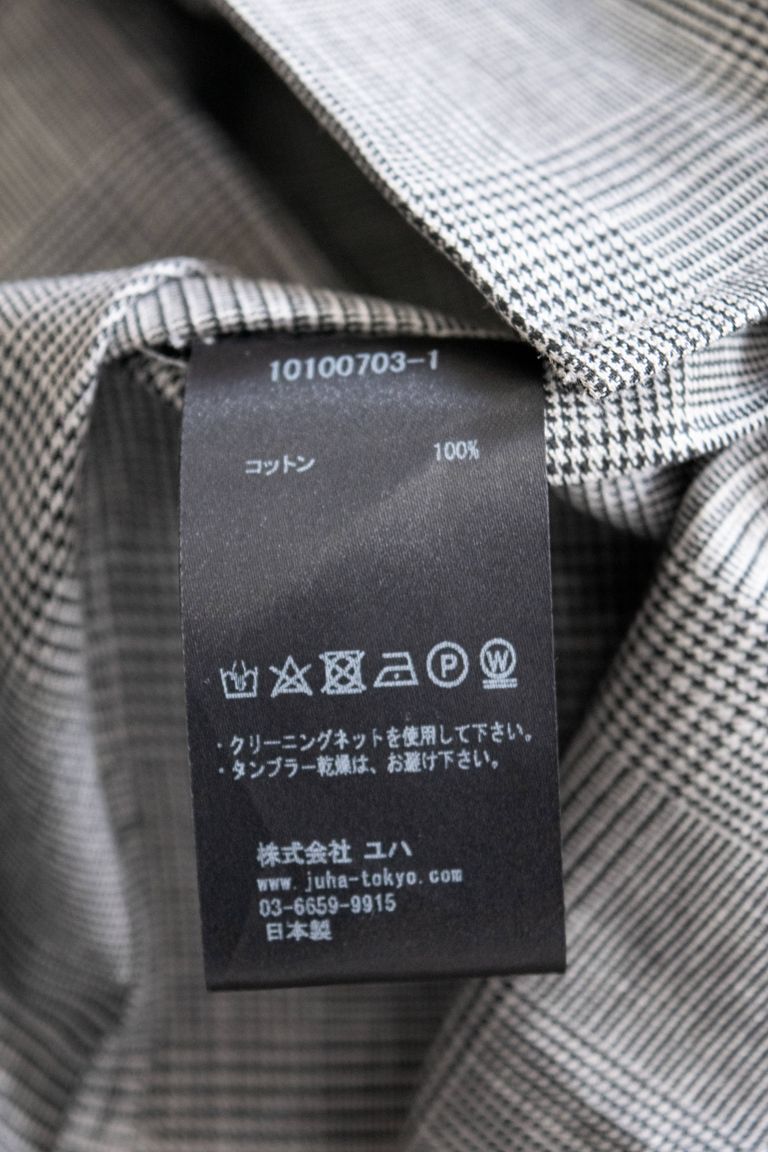 10100703-1
コットン 100%
P W
・クリーニングネットを使用して下さい。
・タンブラー乾燥は、お避け下さい。
株式会社 ユハ
www.juha-tokyo.com
03-6659-9915
日本製